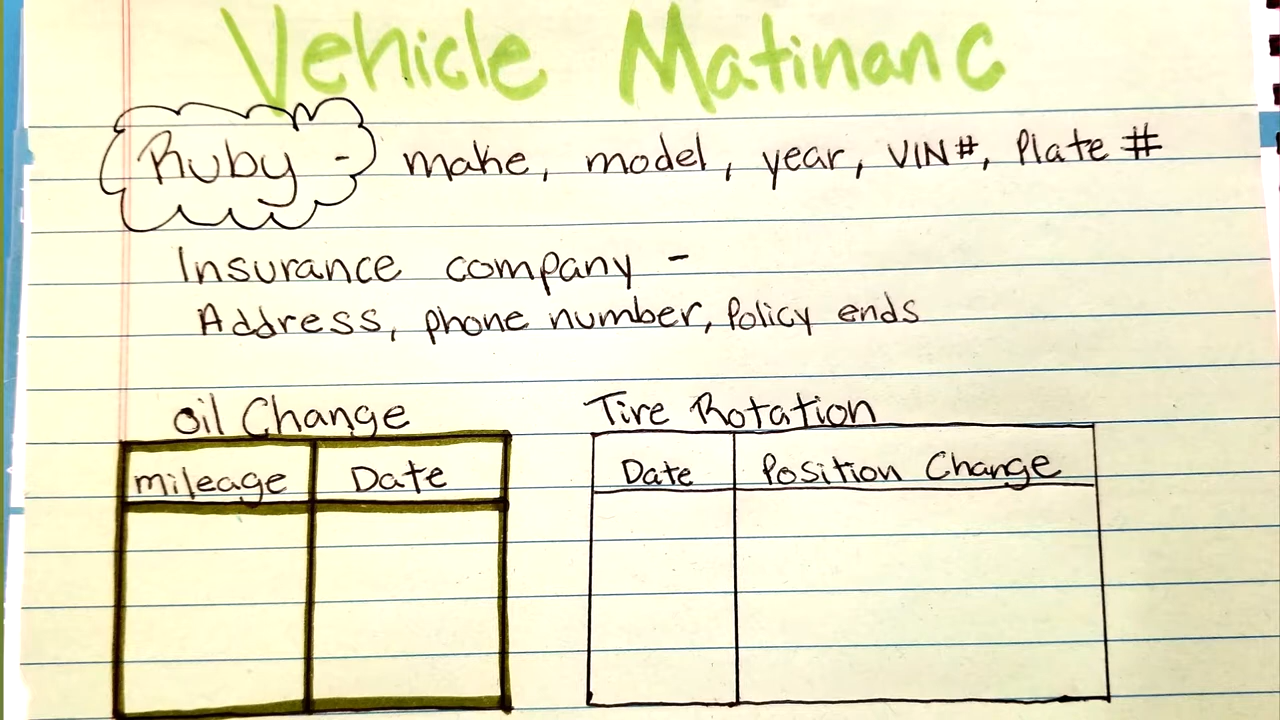 Vehicle Matinanc
Ruby - make, model, year, VIN#, Plate #
Insurance company -
Address, phone number, Policy ends
Oil Change
Tire Rotation
mileage Date
Date Position Change